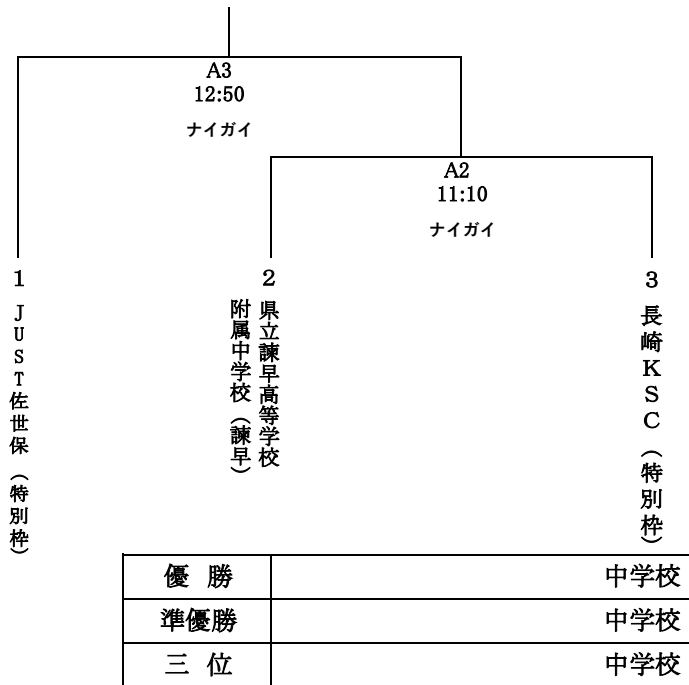 A3
12:50
ナイガイ
A2
11:10
ナイガイ
1
JUST佐世保（特別枠）
2
県立諫早高等学校
附属中学校（諫早）
3
長崎KSC（特別枠）
優 勝 中学校
準優勝 中学校
三 位 中学校